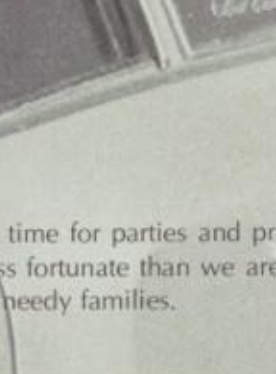 time for parties and pr
ss fortunate than we are
needy families.